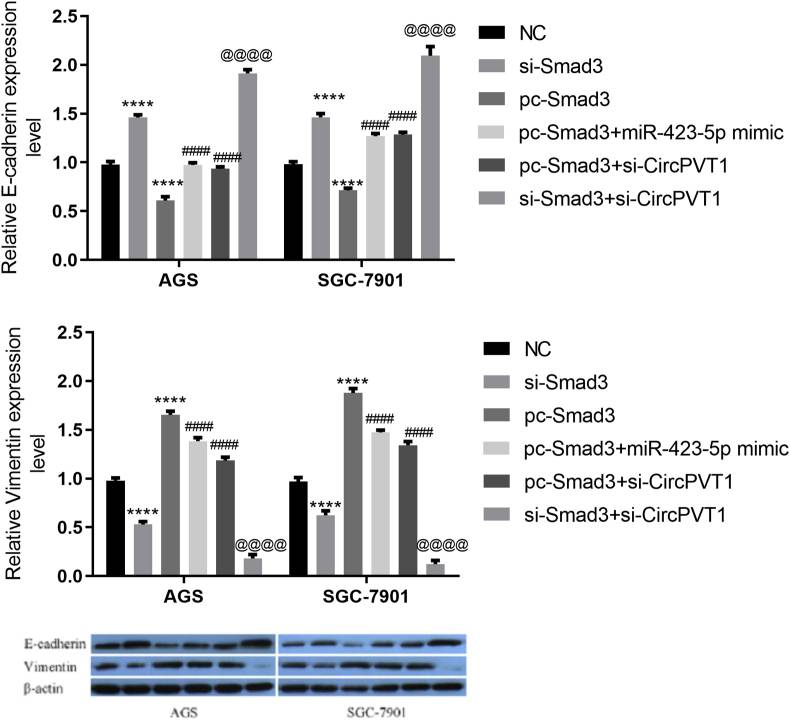 Relative E-cadherin expression
level
2.5
2.0
1.5
1.0
0.5
0.0
**** **** #### #### @@@@
**** **** #### #### @@@@
AGS SGC-7901
NC
si-Smad3
pc-Smad3
pc-Smad3+miR-423-5p mimic
pc-Smad3+si-CircPVT1
si-Smad3+si-CircPVT1
Relative Vimentin expression
level
2.5
2.0
1.5
1.0
0.5
0.0
**** **** #### #### @@@@
**** **** #### #### @@@@
AGS SGC-7901
NC
si-Smad3
pc-Smad3
pc-Smad3+miR-423-5p mimic
pc-Smad3+si-CircPVT1
si-Smad3+si-CircPVT1
E-cadherin
Vimentin
β-actin
AGS SGC-7901